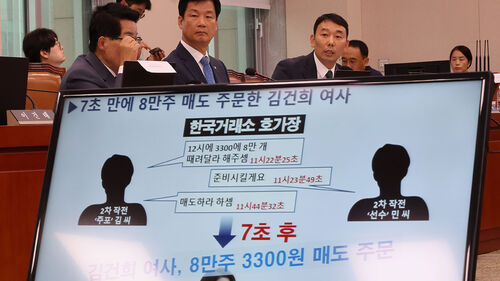 ▶7초 만에 8만주 매도 주문한 김건희 여사
한국거래소 호가장
12시에 3300에 8만 개
때려달라 해주셈 11시22분25초
준비시킬게요 11시23분49초
매도하라 하셈 11시44분32초
2차 작전
'주포' 김 씨
2차 작전
'선수' 민 씨
7초 후
김건희 여사, 8만주 3300원 매도 주문